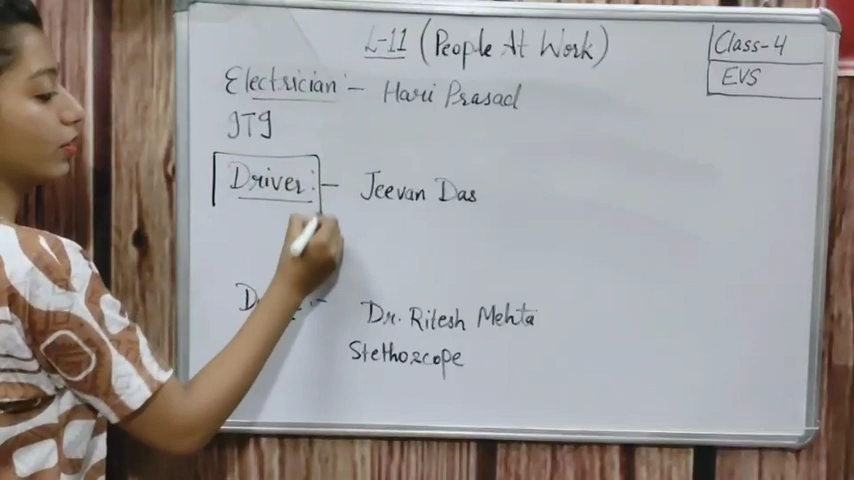 L-11 (People At Work)
Class-4
EVS
Electrician :- Hari Prasad
ITI
Driver :- Jeevan Das
:- Dr. Ritesh Mehta
Stethoscope